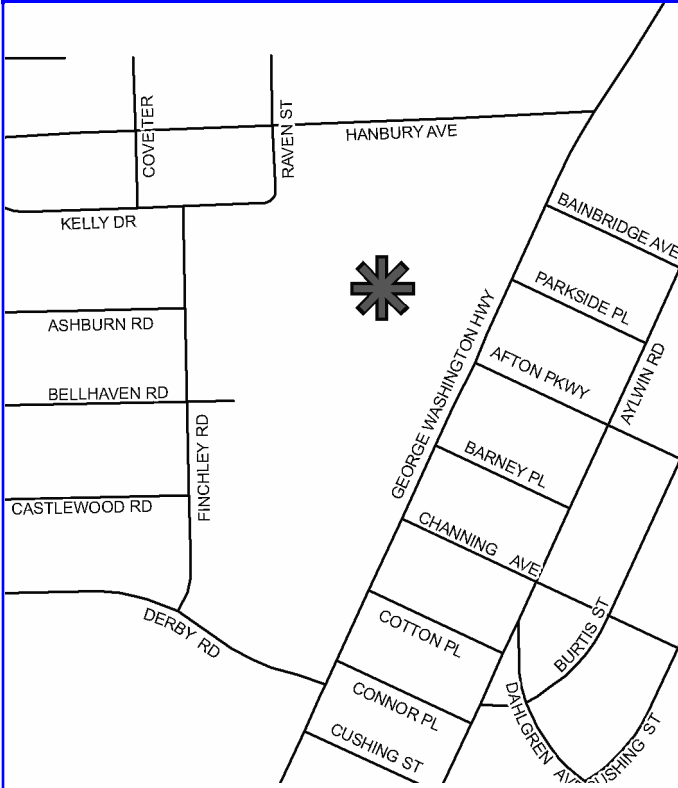 COVENTER
RAVEN ST
HANBURY AVE
KELLY DR
BAINBRIDGE AVE
PARKSIDE PL
ASHBURN RD
GEORGE WASHINGTON HWY
AFTON PKWY
AYLWIN RD
BELLHAVEN RD
FINCHLEY RD
BARNEY PL
CASTLEWOOD RD
CHANNING AVE
DERBY RD
COTTON PL
BURTIS ST
CONNOR PL
DAHLGREN AVE
CUSHING ST
CUSHING ST